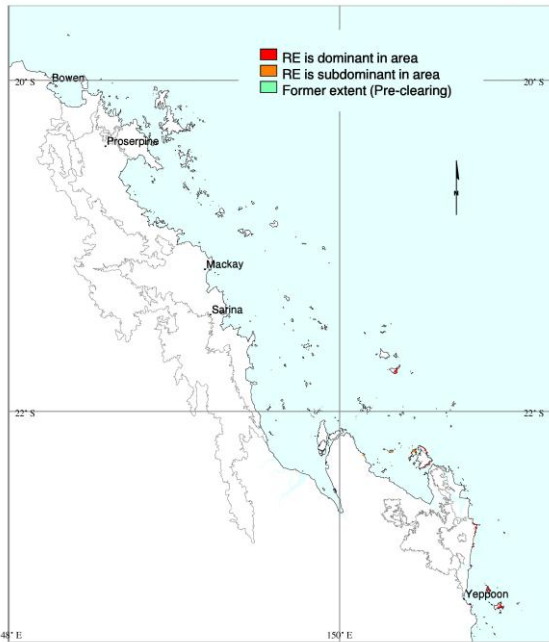 RE is dominant in area
RE is subdominant in area
Former extent (Pre-clearing)
20° S
20° S
Bowen
Proserpine
N
Mackay
Sarina
22° S
22° S
Yeppoon
48° E
150° E